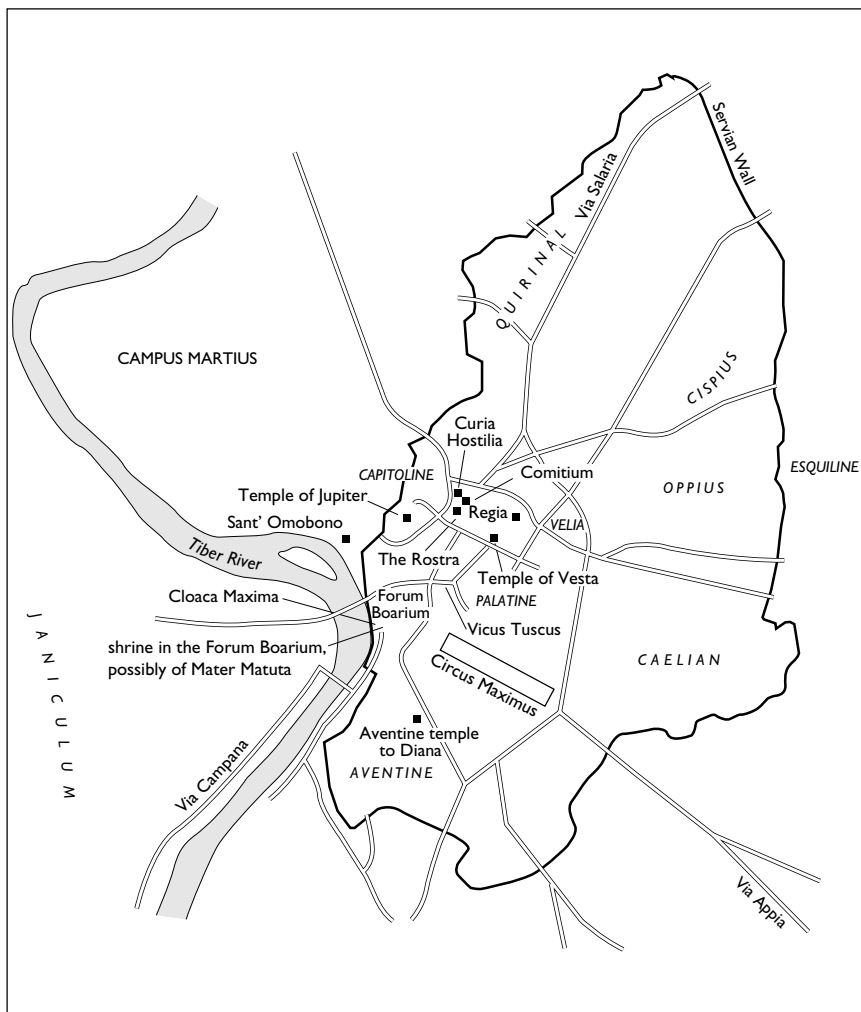 Servian Wall
Via Salaria
QUIRINAL
CAMPUS MARTIUS
CISPIUS
Curia
Hostilia
CAPITOLINE
Comitium
ESQUILINE
OPPIUS
Temple of Jupiter
Regia
Sant’ Omobono
VELIA
Tiber River
The Rostra
Temple of Vesta
Cloaca Maxima
Forum
Boarium
PALATINE
Vicus Tuscus
JANICULUM
shrine in the Forum Boarium,
possibly of Mater Matuta
CAELIAN
Circus Maximus
Aventine temple
to Diana
Via Campana
AVENTINE
Via Appia